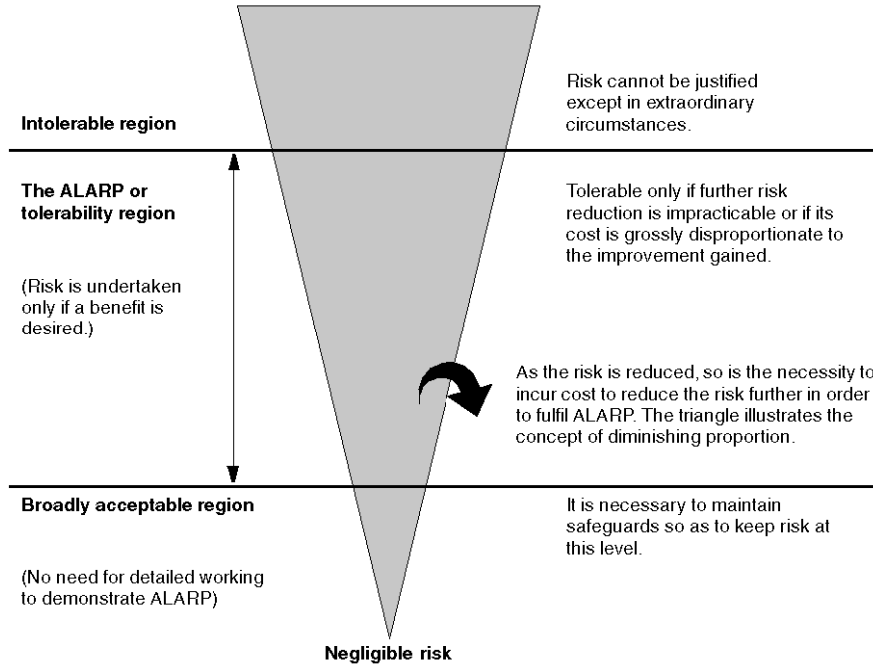 Risk cannot be justified
except in extraordinary
circumstances.
Intolerable region
The ALARP or
tolerability region
Tolerable only if further risk
reduction is impracticable or if its
cost is grossly disproportionate to
the improvement gained.
(Risk is undertaken
only if a benefit is
desired.)
As the risk is reduced, so is the necessity to
incur cost to reduce the risk further in order
to fulfil ALARP. The triangle illustrates the
concept of diminishing proportion.
Broadly acceptable region
It is necessary to maintain
safeguards so as to keep risk at
this level.
(No need for detailed working
to demonstrate ALARP)
Negligible risk